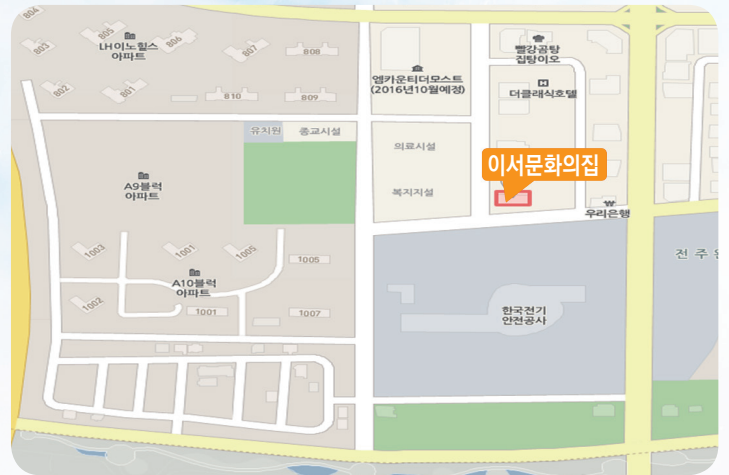 804
803
805
806
LH이노힐스
아파트
807
808
802
801
810
809
빨강곰탕
집탕이오
엠카운티더모스트
(2016년10월예정)
더클래식호텔
유치원
종교시설
의료시설
이서문화의집
A9블럭
아파트
복지지설
우리은행
1003
1001
1005
1005
전주
A10블럭
아파트
1002
1001
1007
한국전기
안전공사